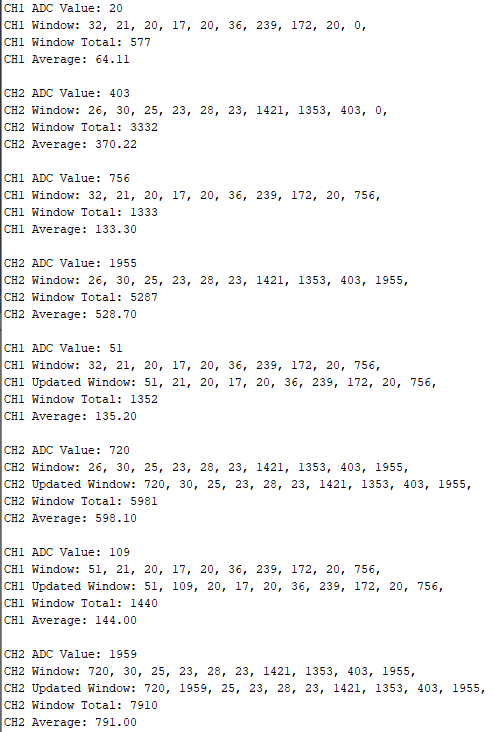 CH1 ADC Value: 20
CH1 Window: 32, 21, 20, 17, 20, 36, 239, 172, 20, 0,
CH1 Window Total: 577
CH1 Average: 64.11
CH2 ADC Value: 403
CH2 Window: 26, 30, 25, 23, 28, 23, 1421, 1353, 403, 0,
CH2 Window Total: 3332
CH2 Average: 370.22
CH1 ADC Value: 756
CH1 Window: 32, 21, 20, 17, 20, 36, 239, 172, 20, 756,
CH1 Window Total: 1333
CH1 Average: 133.30
CH2 ADC Value: 1955
CH2 Window: 26, 30, 25, 23, 28, 23, 1421, 1353, 403, 1955,
CH2 Window Total: 5287
CH2 Average: 528.70
CH1 ADC Value: 51
CH1 Window: 32, 21, 20, 17, 20, 36, 239, 172, 20, 756,
CH1 Updated Window: 51, 21, 20, 17, 20, 36, 239, 172, 20, 756,
CH1 Window Total: 1352
CH1 Average: 135.20
CH2 ADC Value: 720
CH2 Window: 26, 30, 25, 23, 28, 23, 1421, 1353, 403, 1955,
CH2 Updated Window: 720, 30, 25, 23, 28, 23, 1421, 1353, 403, 1955,
CH2 Window Total: 5981
CH2 Average: 598.10
CH1 ADC Value: 109
CH1 Window: 51, 21, 20, 17, 20, 36, 239, 172, 20, 756,
CH1 Updated Window: 51, 109, 20, 17, 20, 36, 239, 172, 20, 756,
CH1 Window Total: 1440
CH1 Average: 144.00
CH2 ADC Value: 1959
CH2 Window: 720, 30, 25, 23, 28, 23, 1421, 1353, 403, 1955,
CH2 Updated Window: 720, 1959, 25, 23, 28, 23, 1421, 1353, 403, 1955,
CH2 Window Total: 7910
CH2 Average: 791.00